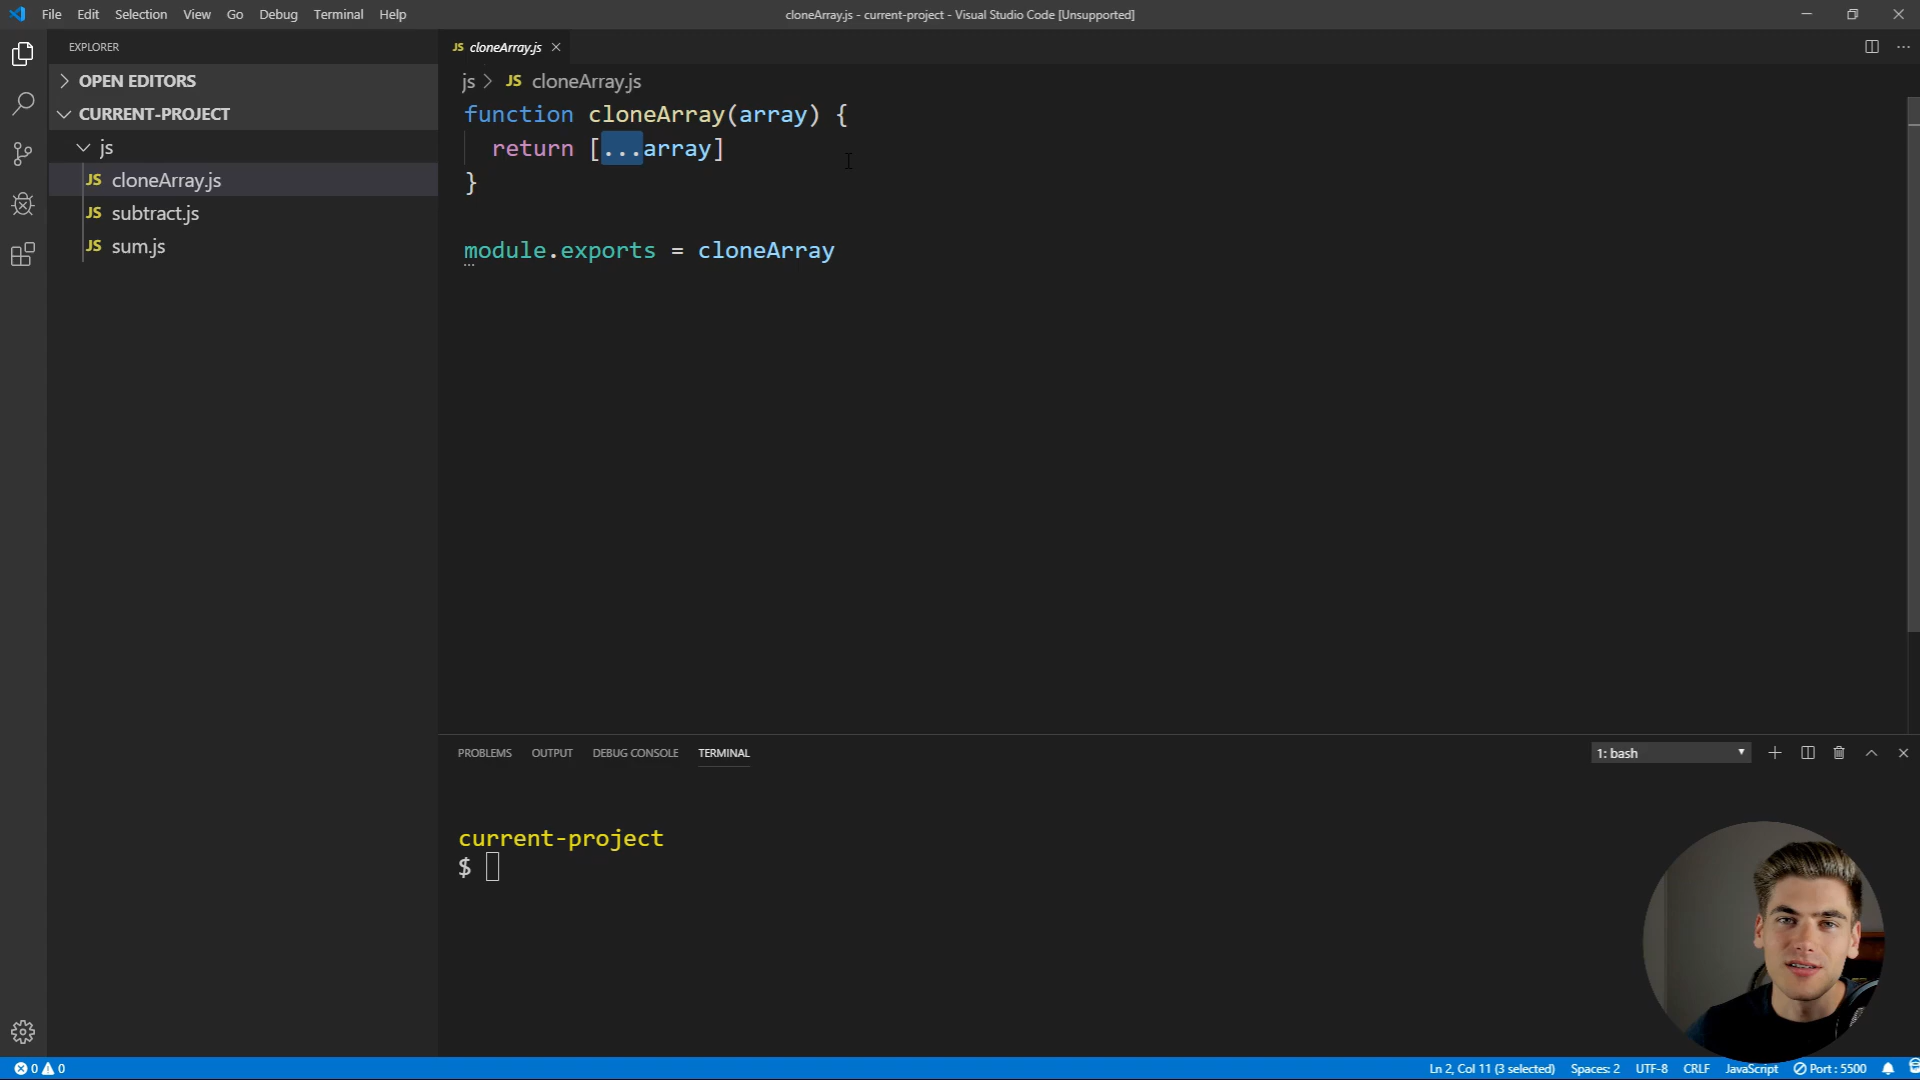 File Edit Selection View Go Debug Terminal Help
cloneArray.js - current-project - Visual Studio Code [Unsupported]
EXPLORER
OPEN EDITORS
CURRENT-PROJECT
js
JS cloneArray.js
JS subtract.js
JS sum.js
JS cloneArray.js
js > JS cloneArray.js
function cloneArray(array) {
return [...array]
}
module.exports = cloneArray
PROBLEMS OUTPUT DEBUG CONSOLE TERMINAL
1: bash
current-project
$
0 0
Ln 2, Col 11 (3 selected) Spaces: 2 UTF-8 CRLF JavaScript Port : 5500